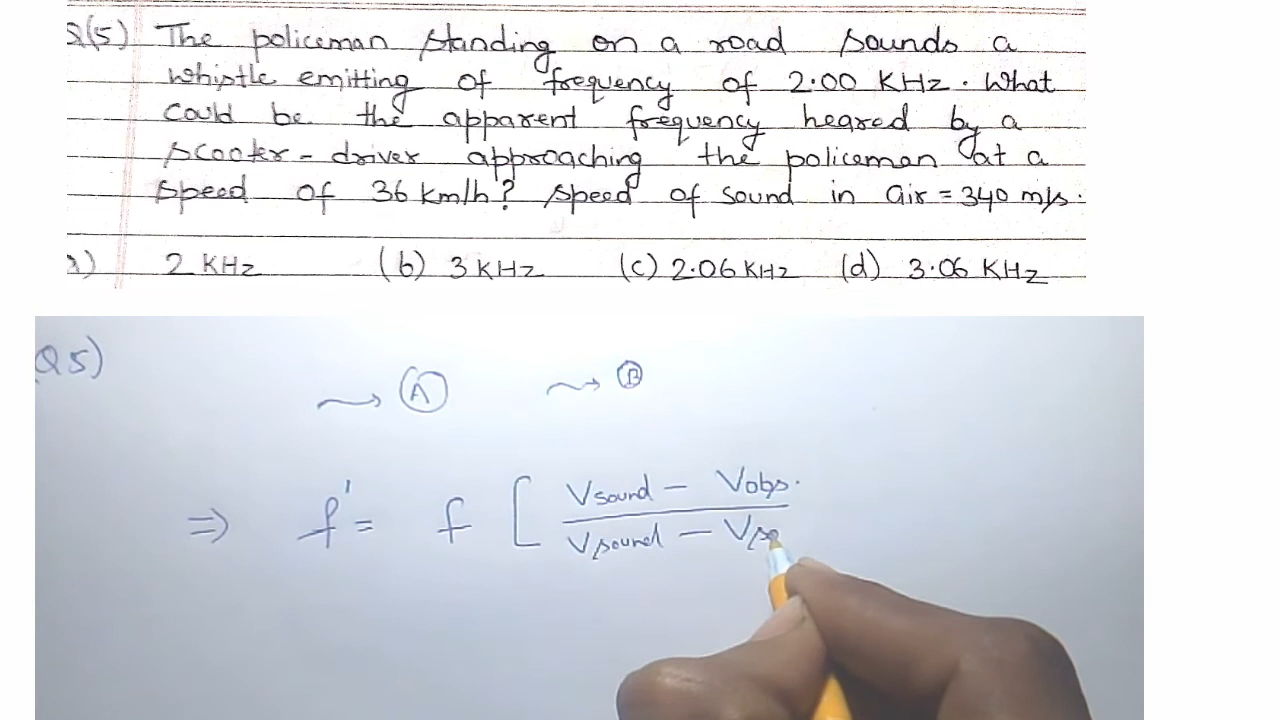 Q(5) The policeman standing on a road sounds a
whistle emitting of frequency of 2.00 KHz. What
could be the apparent frequency heared by a
scooter-driver approaching the policeman at a
speed of 36 Km/h? speed of sound in air = 340 m/s.
a) 2 KHz (b) 3 KHz (c) 2.06 KHz (d) 3.06 KHz
Q5)
A B
⇒ f' = f [ Vsound - Vobs.
Vsound - Vso